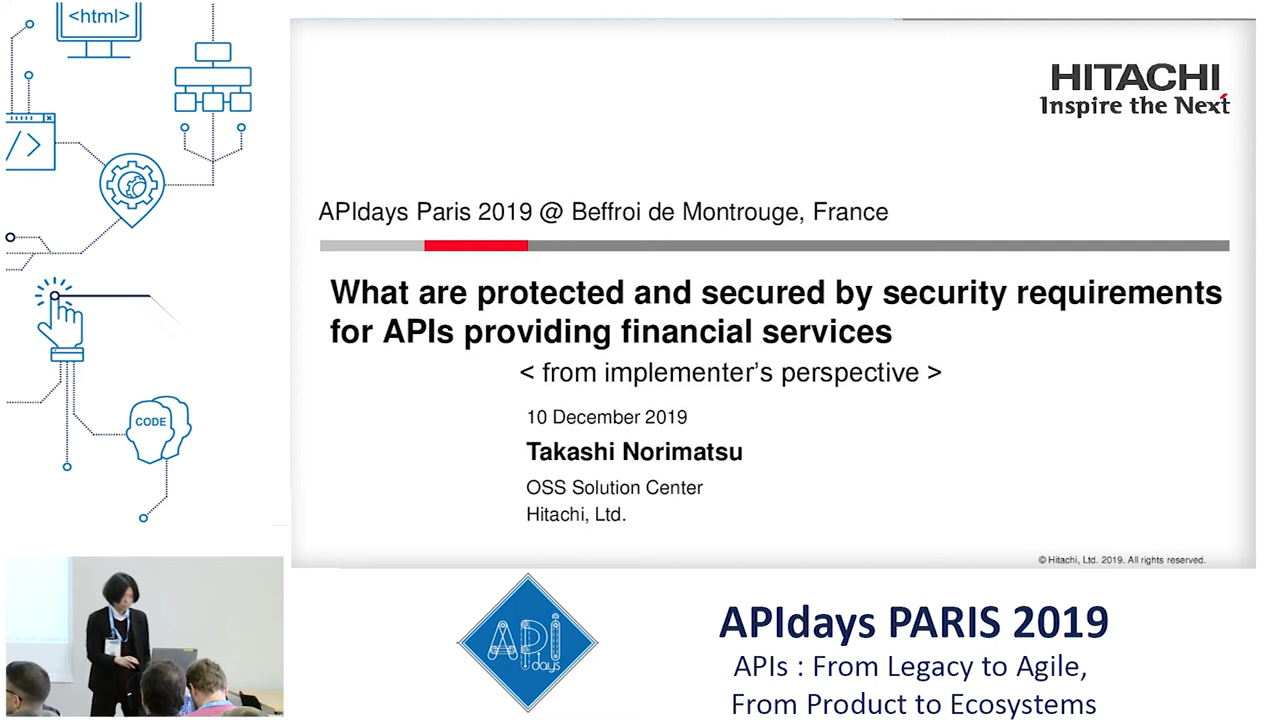 <html>
HITACHI
Inspire the Next
</>
APIdays Paris 2019 @ Beffroi de Montrouge, France
What are protected and secured by security requirements
for APIs providing financial services
< from implementer's perspective >
10 December 2019
Takashi Norimatsu
OSS Solution Center
Hitachi, Ltd.
CODE
© Hitachi, Ltd. 2019. All rights reserved.
API
days
APIdays PARIS 2019
APIs : From Legacy to Agile,
From Product to Ecosystems